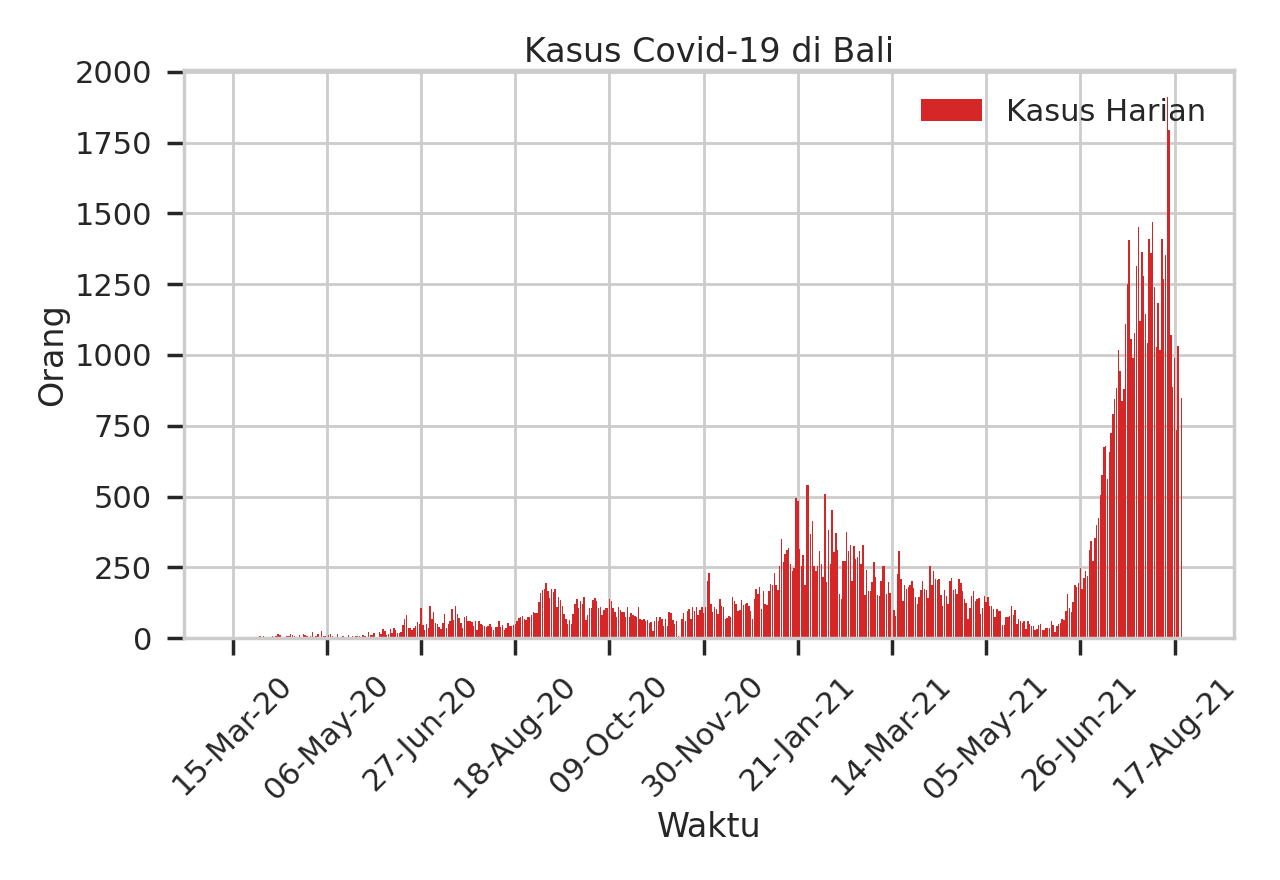 Kasus Covid-19 di Bali
Kasus Harian
Orang
2000
1750
1500
1250
1000
750
500
250
0
15-Mar-20
06-May-20
27-Jun-20
18-Aug-20
09-Oct-20
30-Nov-20
21-Jan-21
14-Mar-21
05-May-21
26-Jun-21
17-Aug-21
Waktu